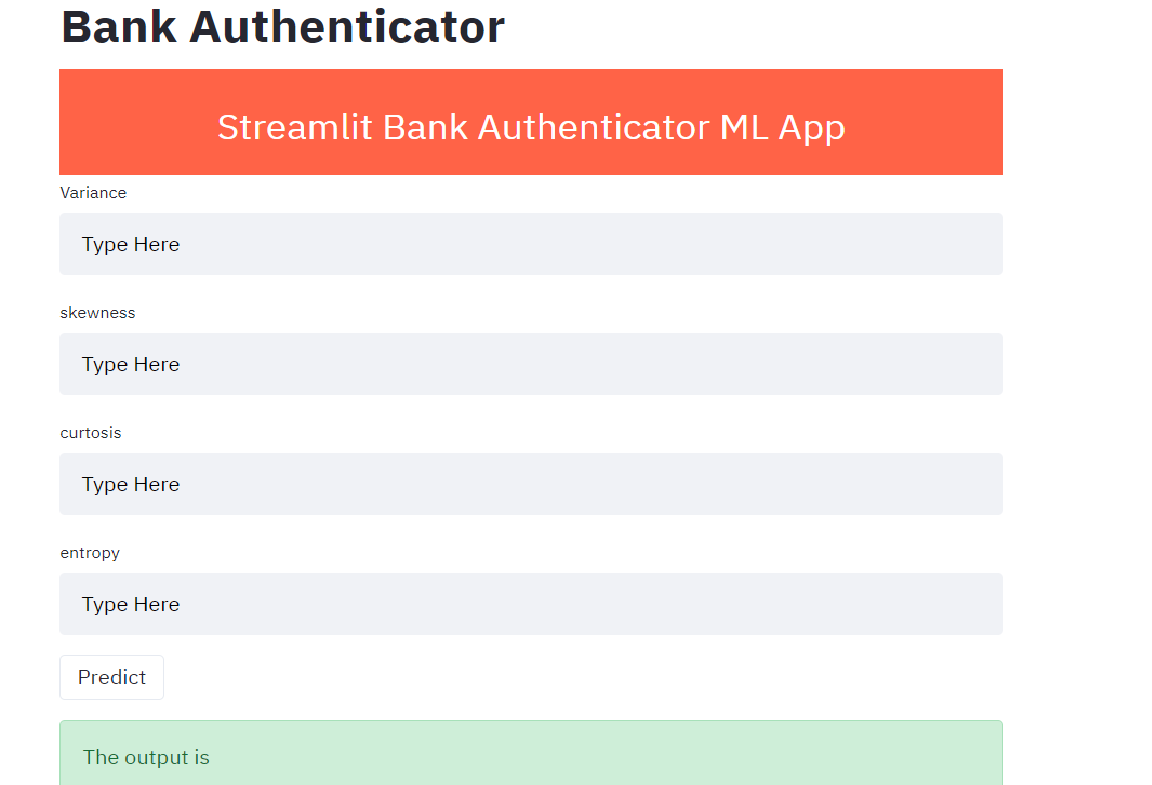 Bank Authenticator
Streamlit Bank Authenticator ML App
Variance
Type Here
skewness
Type Here
curtosis
Type Here
entropy
Type Here
Predict
The output is